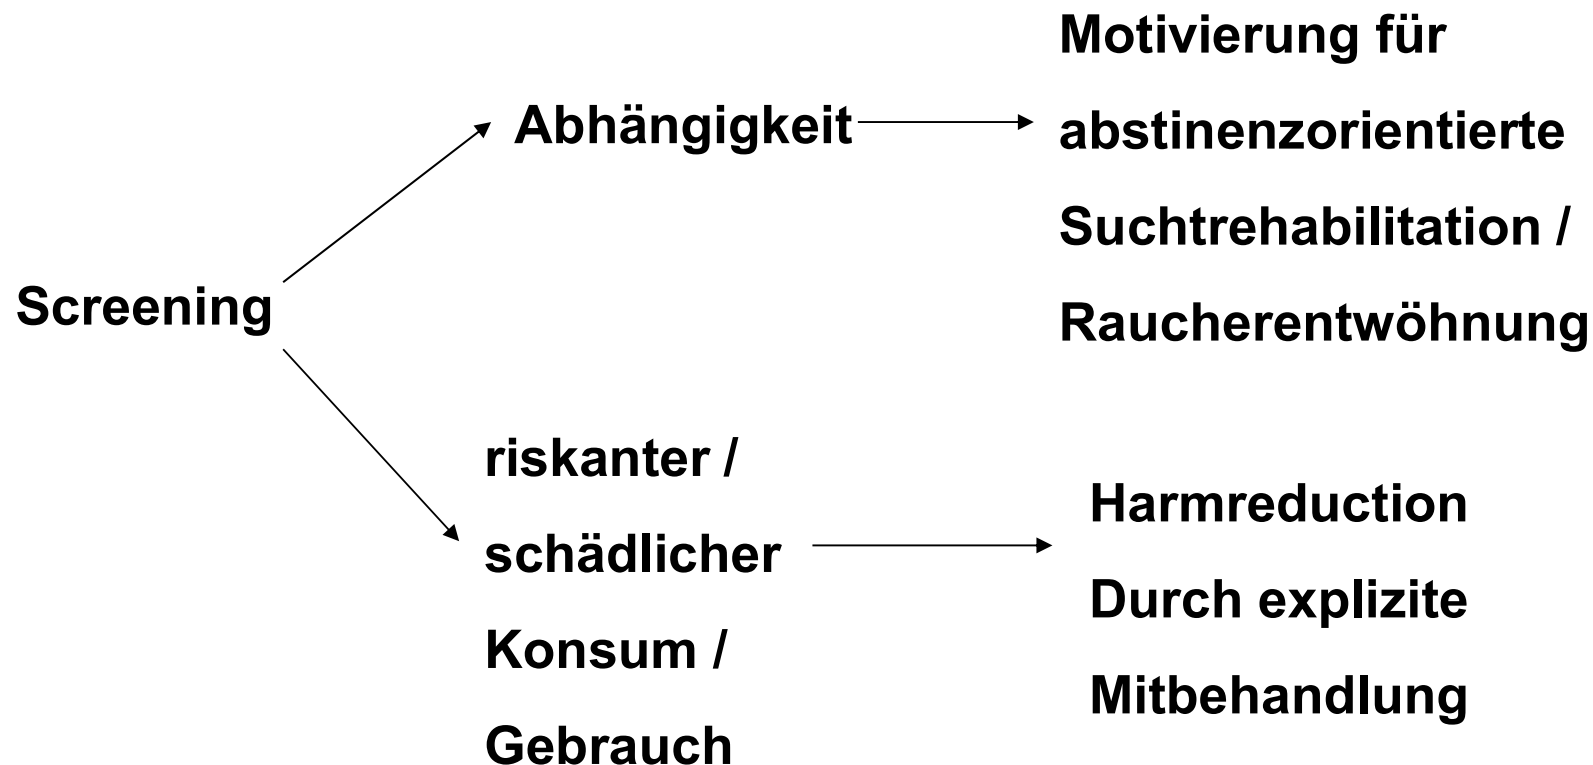 Screening
Abhängigkeit
Motivierung für
abstinenzorientierte
Suchtrehabilitation /
Raucherentwöhnung
riskanter /
schädlicher
Konsum /
Gebrauch
Harmreduction
Durch explizite
Mitbehandlung